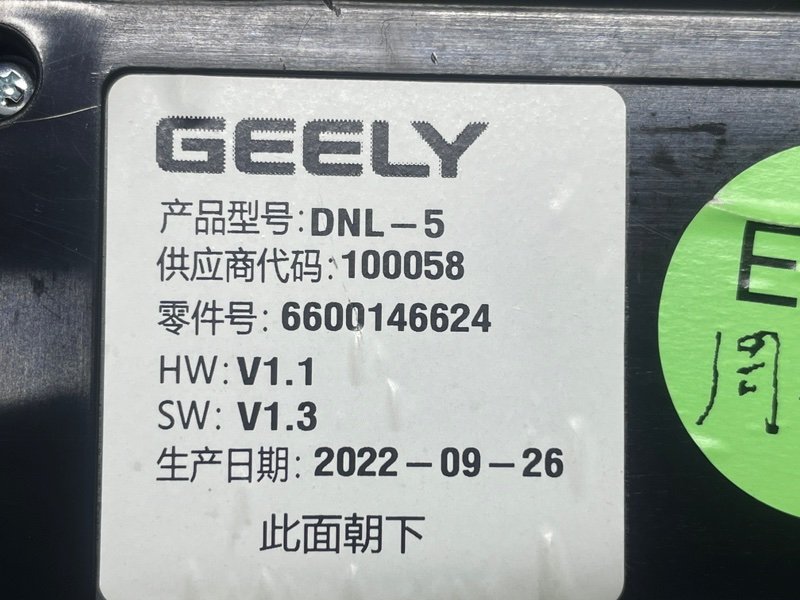 GEELY
产品型号:DNL-5
供应商代码:100058
零件号:6600146624
HW:V1.1
SW:V1.3
生产日期:2022-09-26
此面朝下
E
周